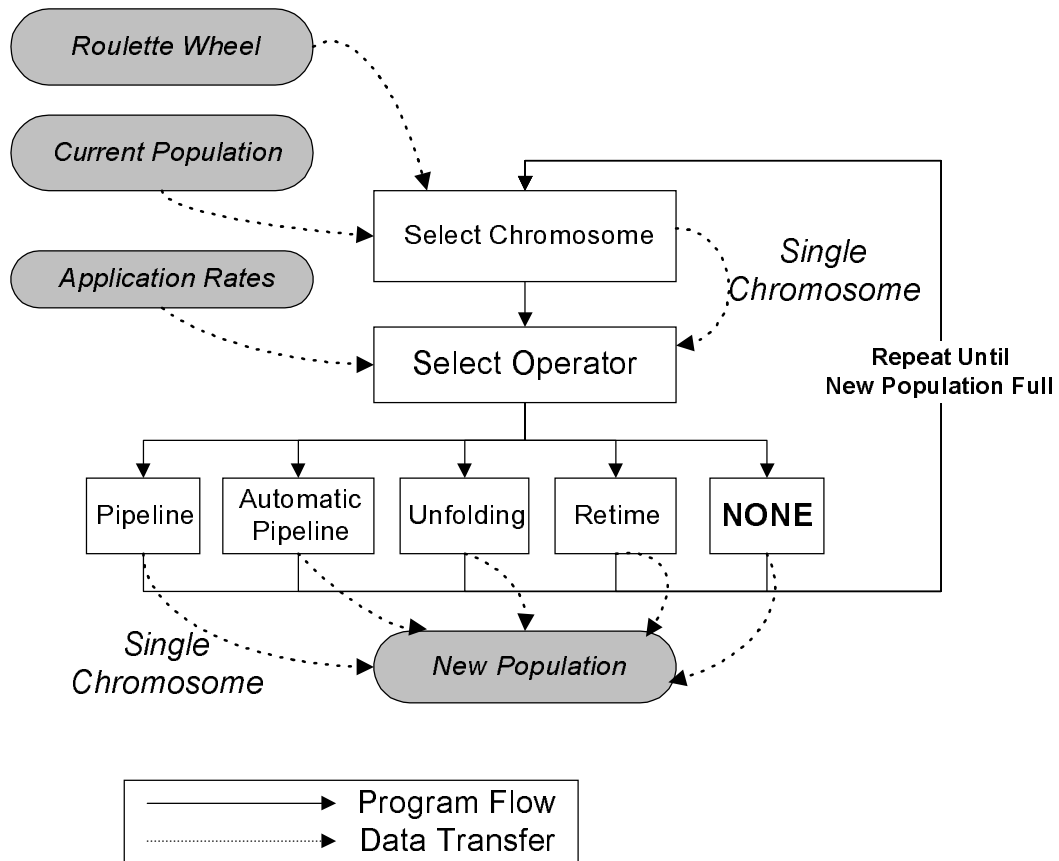 Roulette Wheel
Current Population
Select Chromosome
Single
Chromosome
Application Rates
Select Operator
Repeat Until
New Population Full
Pipeline
Automatic
Pipeline
Unfolding
Retime
NONE
Single
Chromosome
New Population
Program Flow
Data Transfer